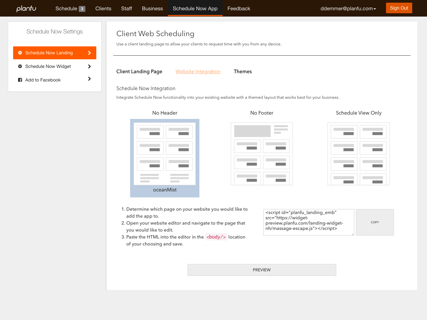 planfu
Schedule 5 Clients Staff Business Schedule Now App Feedback ddemmer@planfu.com Sign Out
Schedule Now Settings
Schedule Now Landing
Schedule Now Widget
Add to Facebook
Client Web Scheduling
Use a client landing page to allow your clients to request time with you from any device.
Client Landing Page Website Integration Themes
Schedule Now Integration
Integrate Schedule Now functionality into your existing website with a themed layout that works best for your business
No Header No Footer Schedule View Only
oceanMist
1. Determine which page on your website you would like
to add the app to.
2. Open your website editor and navigate to the page that
you would like to edit.
3. Paste the HTML into the editor in the <body/> location
of your choosing and save.
<script id="planfu_landing_emb"
src="https://widget-
preview.planfu.com/landing-widget-
nh/massage-escape.js"></script>
COPY
PREVIEW